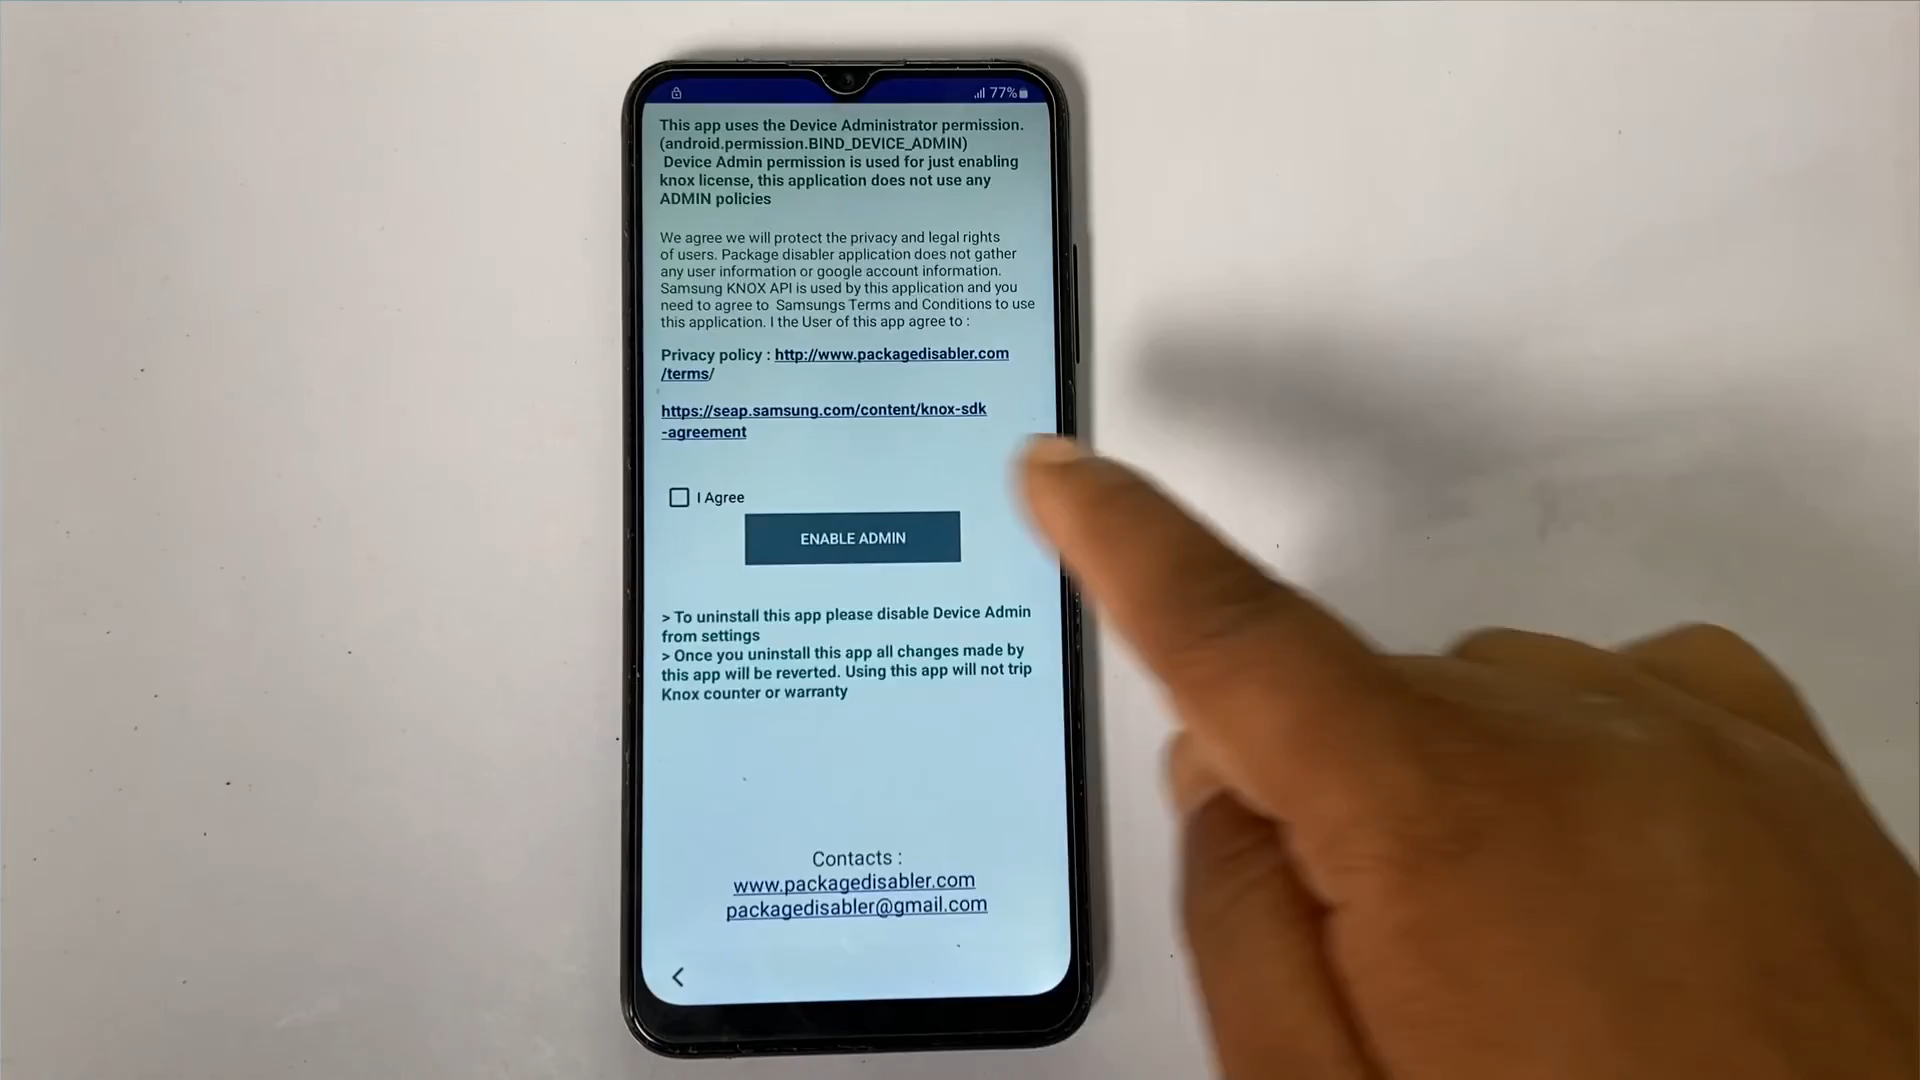 77%
This app uses the Device Administrator permission.
(android.permission.BIND_DEVICE_ADMIN)
Device Admin permission is used for just enabling
knox license, this application does not use any
ADMIN policies
We agree we will protect the privacy and legal rights
of users. Package disabler application does not gather
any user information or google account information.
Samsung KNOX API is used by this application and you
need to agree to Samsungs Terms and Conditions to use
this application. I the User of this app agree to :
Privacy policy : http://www.packagedisabler.com
/terms/
https://seap.samsung.com/content/knox-sdk
-agreement
I Agree
ENABLE ADMIN
> To uninstall this app please disable Device Admin
from settings
> Once you uninstall this app all changes made by
this app will be reverted. Using this app will not trip
Knox counter or warranty
Contacts :
www.packagedisabler.com
packagedisabler@gmail.com